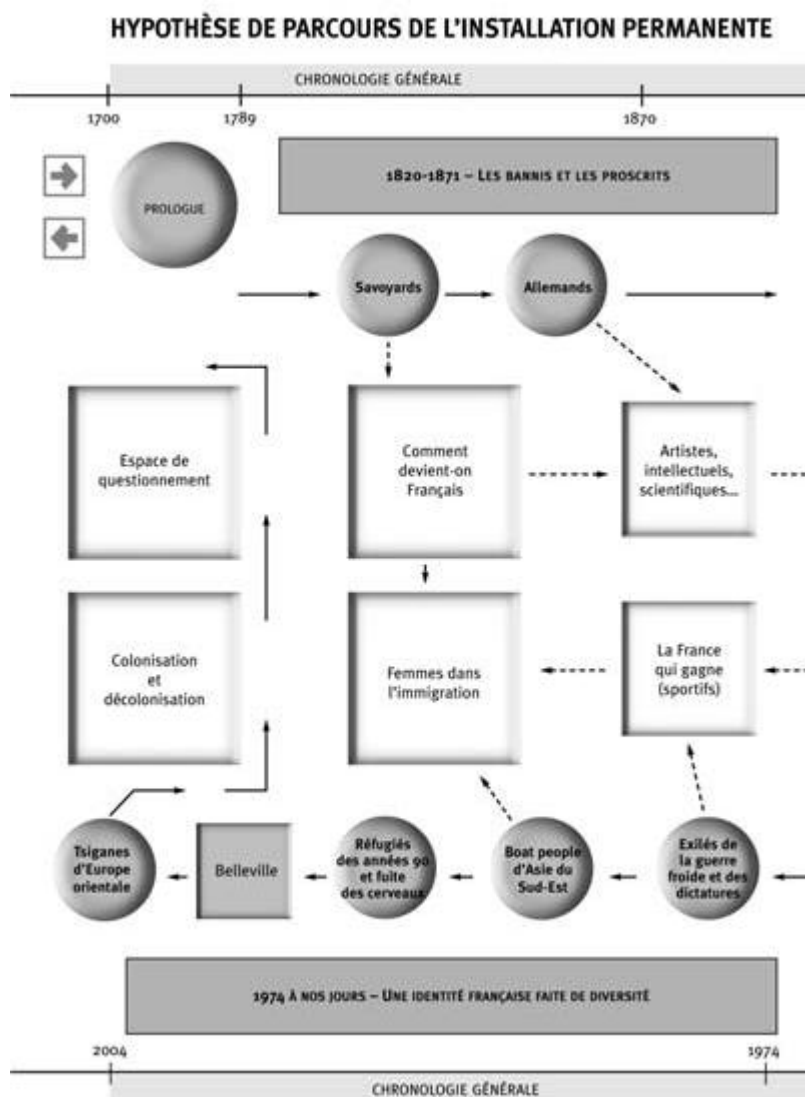 HYPOTHÈSE DE PARCOURS DE L'INSTALLATION PERMANENTE
CHRONOLOGIE GÉNÉRALE
1700
1789
1870
PROLOGUE
1820-1871 – LES BANNIS ET LES PROSCRITS
Savoyards
Allemands
Espace de
questionnement
Comment
devient-on
Français
Artistes,
intellectuels,
scientifiques...
Colonisation
et
décolonisation
Femmes dans
l'immigration
La France
qui gagne
(sportifs)
Tsiganes
d'Europe
orientale
Belleville
Réfugiés
des années 90
et fuite
des cerveaux
Boat people
d'Asie du
Sud-Est
Exilés de
la guerre
froide et des
dictatures
1974 À NOS JOURS – UNE IDENTITÉ FRANÇAISE FAITE DE DIVERSITÉ
2004
1974
CHRONOLOGIE GÉNÉRALE